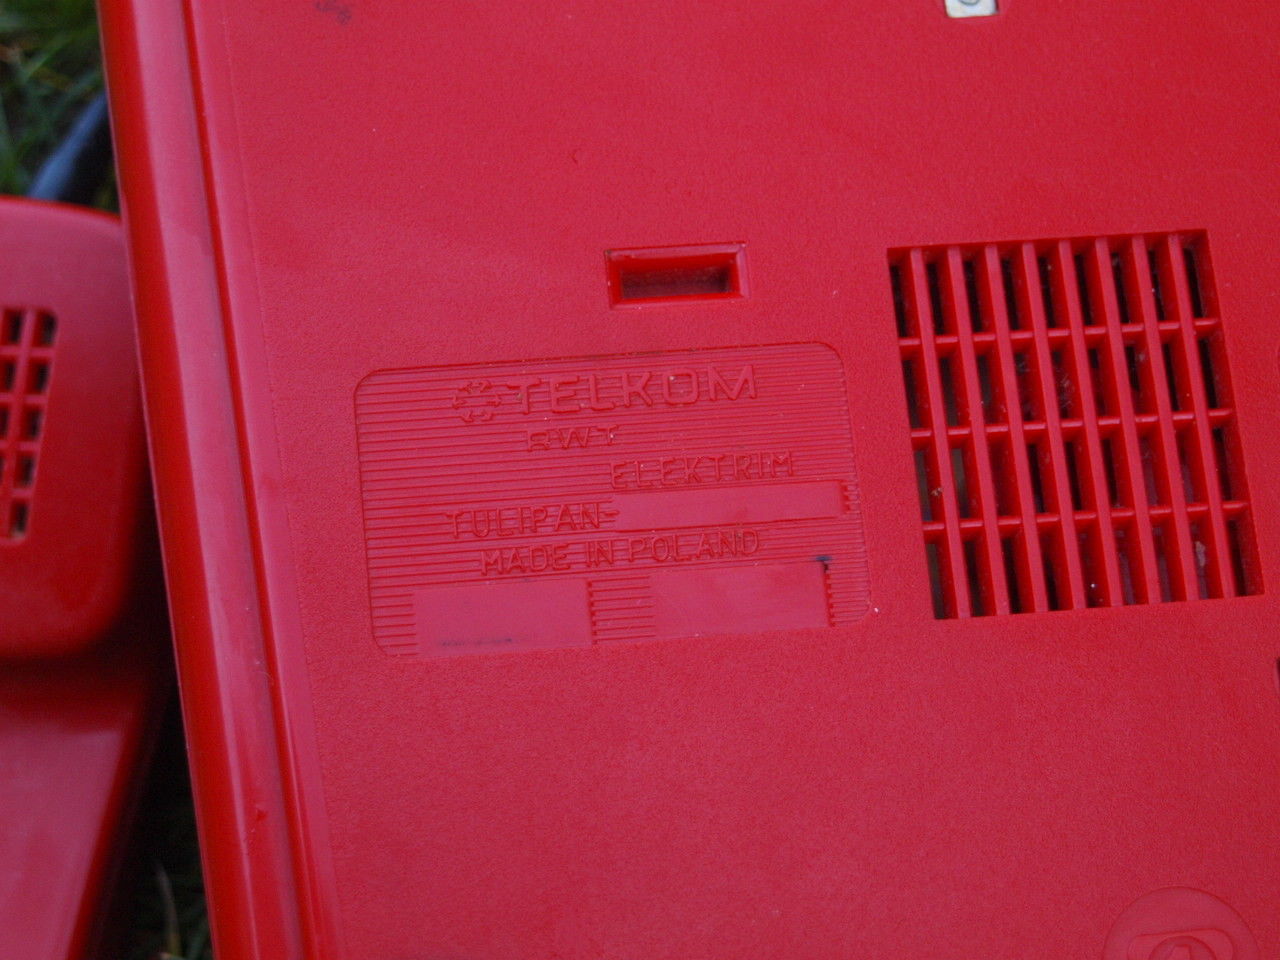 TELKOM
RWT
ELEKTRIM
TULIPAN-
MADE IN POLAND